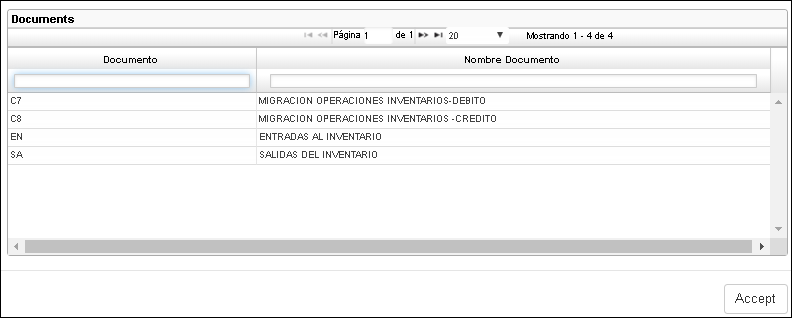 Documents
Página 1 de 1 20 Mostrando 1 - 4 de 4
Documento Nombre Documento
C7 MIGRACION OPERACIONES INVENTARIOS-DEBITO
C8 MIGRACION OPERACIONES INVENTARIOS -CREDITO
EN ENTRADAS AL INVENTARIO
SA SALIDAS DEL INVENTARIO
Accept